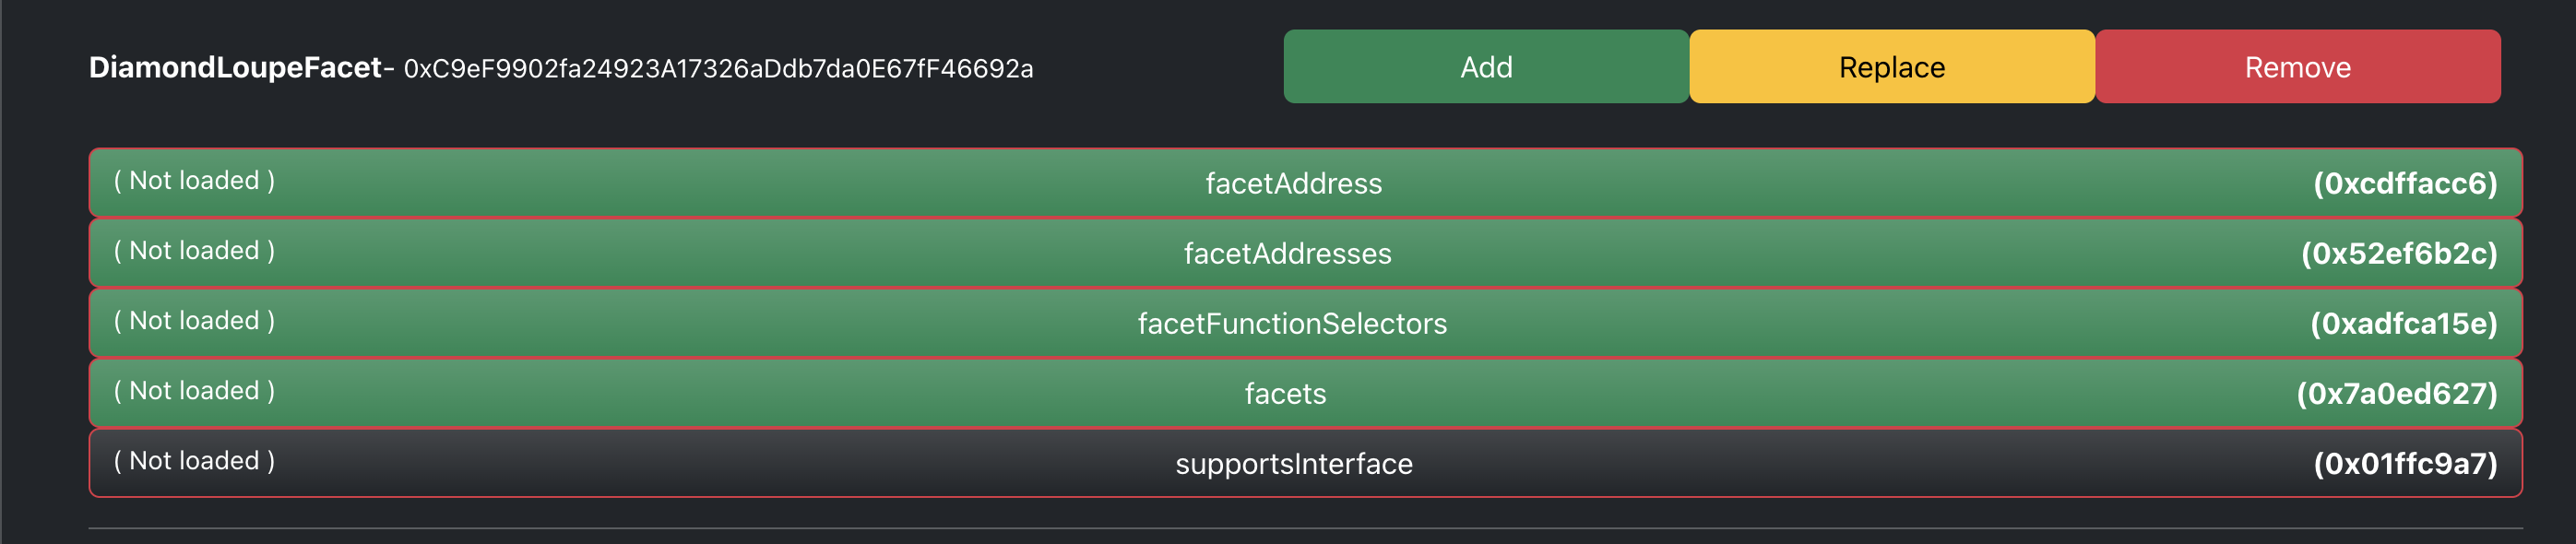 DiamondLoupeFacet- 0xC9eF9902fa24923A17326aDdb7da0E67fF46692a Add Replace Remove
( Not loaded ) facetAddress (0xcdffacc6)
( Not loaded ) facetAddresses (0x52ef6b2c)
( Not loaded ) facetFunctionSelectors (0xadfca15e)
( Not loaded ) facets (0x7a0ed627)
( Not loaded ) supportsInterface (0x01ffc9a7)